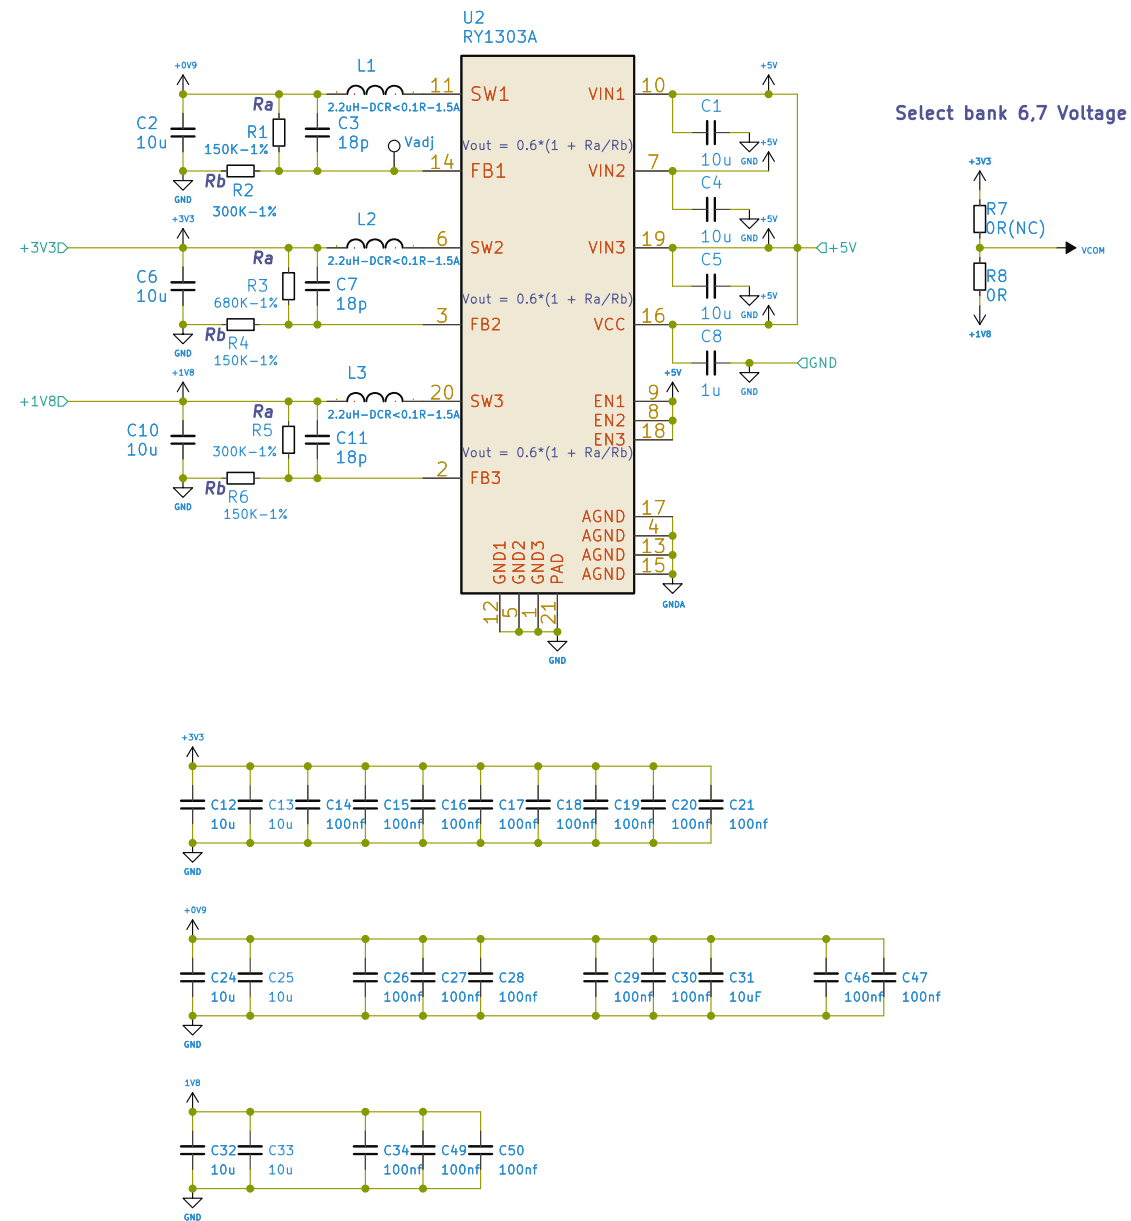 U2
RY1303A
+0V9
L1
2.2uH-DCR<0.1R-1.5A
Ra
C2
10u
R1
150K-1%
C3
18p
Vadj
Rb
R2
300K-1%
GND
11
SW1
Vout = 0.6*(1 + Ra/Rb)
14
FB1
+3V3
+3V3
L2
2.2uH-DCR<0.1R-1.5A
Ra
C6
10u
R3
680K-1%
C7
18p
Rb
R4
150K-1%
GND
6
SW2
Vout = 0.6*(1 + Ra/Rb)
3
FB2
+1V8
+1V8
L3
2.2uH-DCR<0.1R-1.5A
Ra
C10
10u
R5
300K-1%
C11
18p
Rb
R6
150K-1%
GND
20
SW3
Vout = 0.6*(1 + Ra/Rb)
2
FB3
VIN1
10
+5V
C1
10u
GND
VIN2
7
+5V
C4
10u
GND
VIN3
19
+5V
+5V
C5
10u
GND
VCC
16
+5V
C8
1u
GND
GND
+5V
EN1
9
EN2
8
EN3
18
AGND
17
AGND
4
AGND
13
AGND
15
GNDA
GND1
GND2
GND3
PAD
12
5
1
21
GND
Select bank 6,7 Voltage
+3V3
R7
0R(NC)
VCOM
R8
0R
+1V8
+3V3
C12 C13 C14 C15 C16 C17 C18 C19 C20 C21
10u 10u 100nf 100nf 100nf 100nf 100nf 100nf 100nf 100nf
GND
+0V9
C24 C25 C26 C27 C28 C29 C30 C31 C46 C47
10u 10u 100nf 100nf 100nf 100nf 100nf 10uF 100nf 100nf
GND
1V8
C32 C33 C34 C49 C50
10u 10u 100nf 100nf 100nf
GND